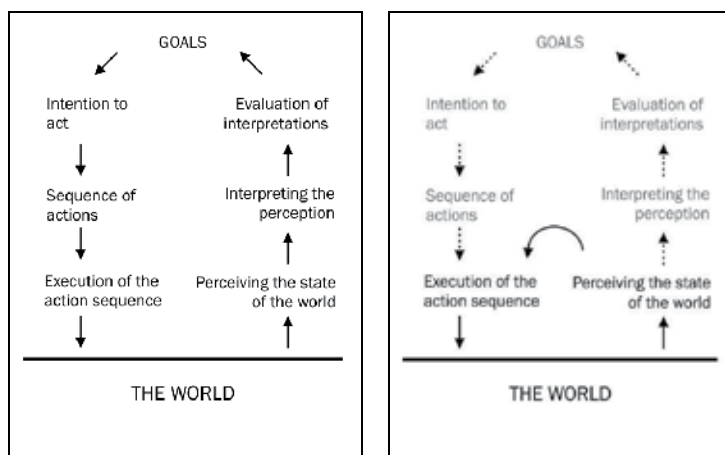 GOALS
Intention to
act
Evaluation of
interpretations
Sequence of
actions
Interpreting the
perception
Execution of the
action sequence
Perceiving the state
of the world
THE WORLD
GOALS
Intention to
act
Evaluation of
interpretations
Sequence of
actions
Interpreting the
perception
Execution of the
action sequence
Perceiving the state
of the world
THE WORLD